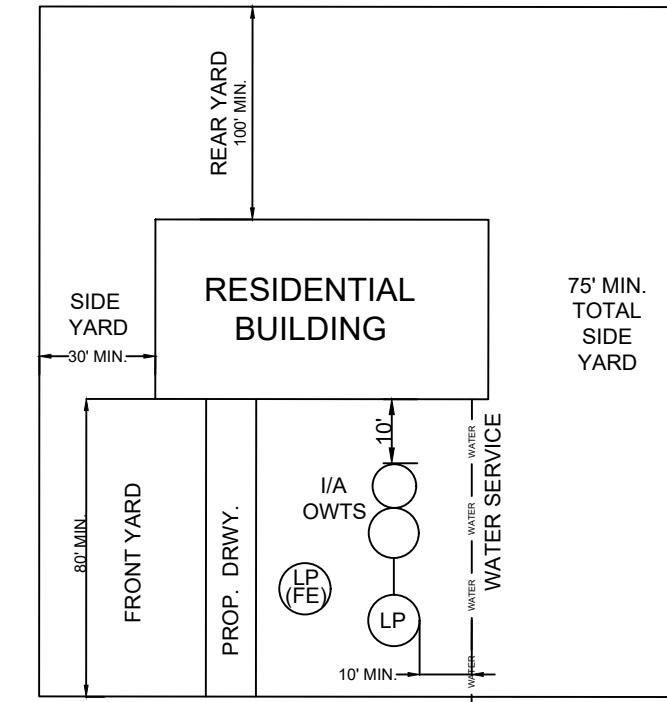 REAR YARD
100' MIN.
RESIDENTIAL
BUILDING
SIDE
YARD
30' MIN.
75' MIN.
TOTAL
SIDE
YARD
80' MIN.
FRONT YARD
PROP. DRWY.
10'
I/A
OWTS
LP
(FE)
LP
10' MIN.
WATER
WATER
WATER
WATER
WATER
WATER SERVICE